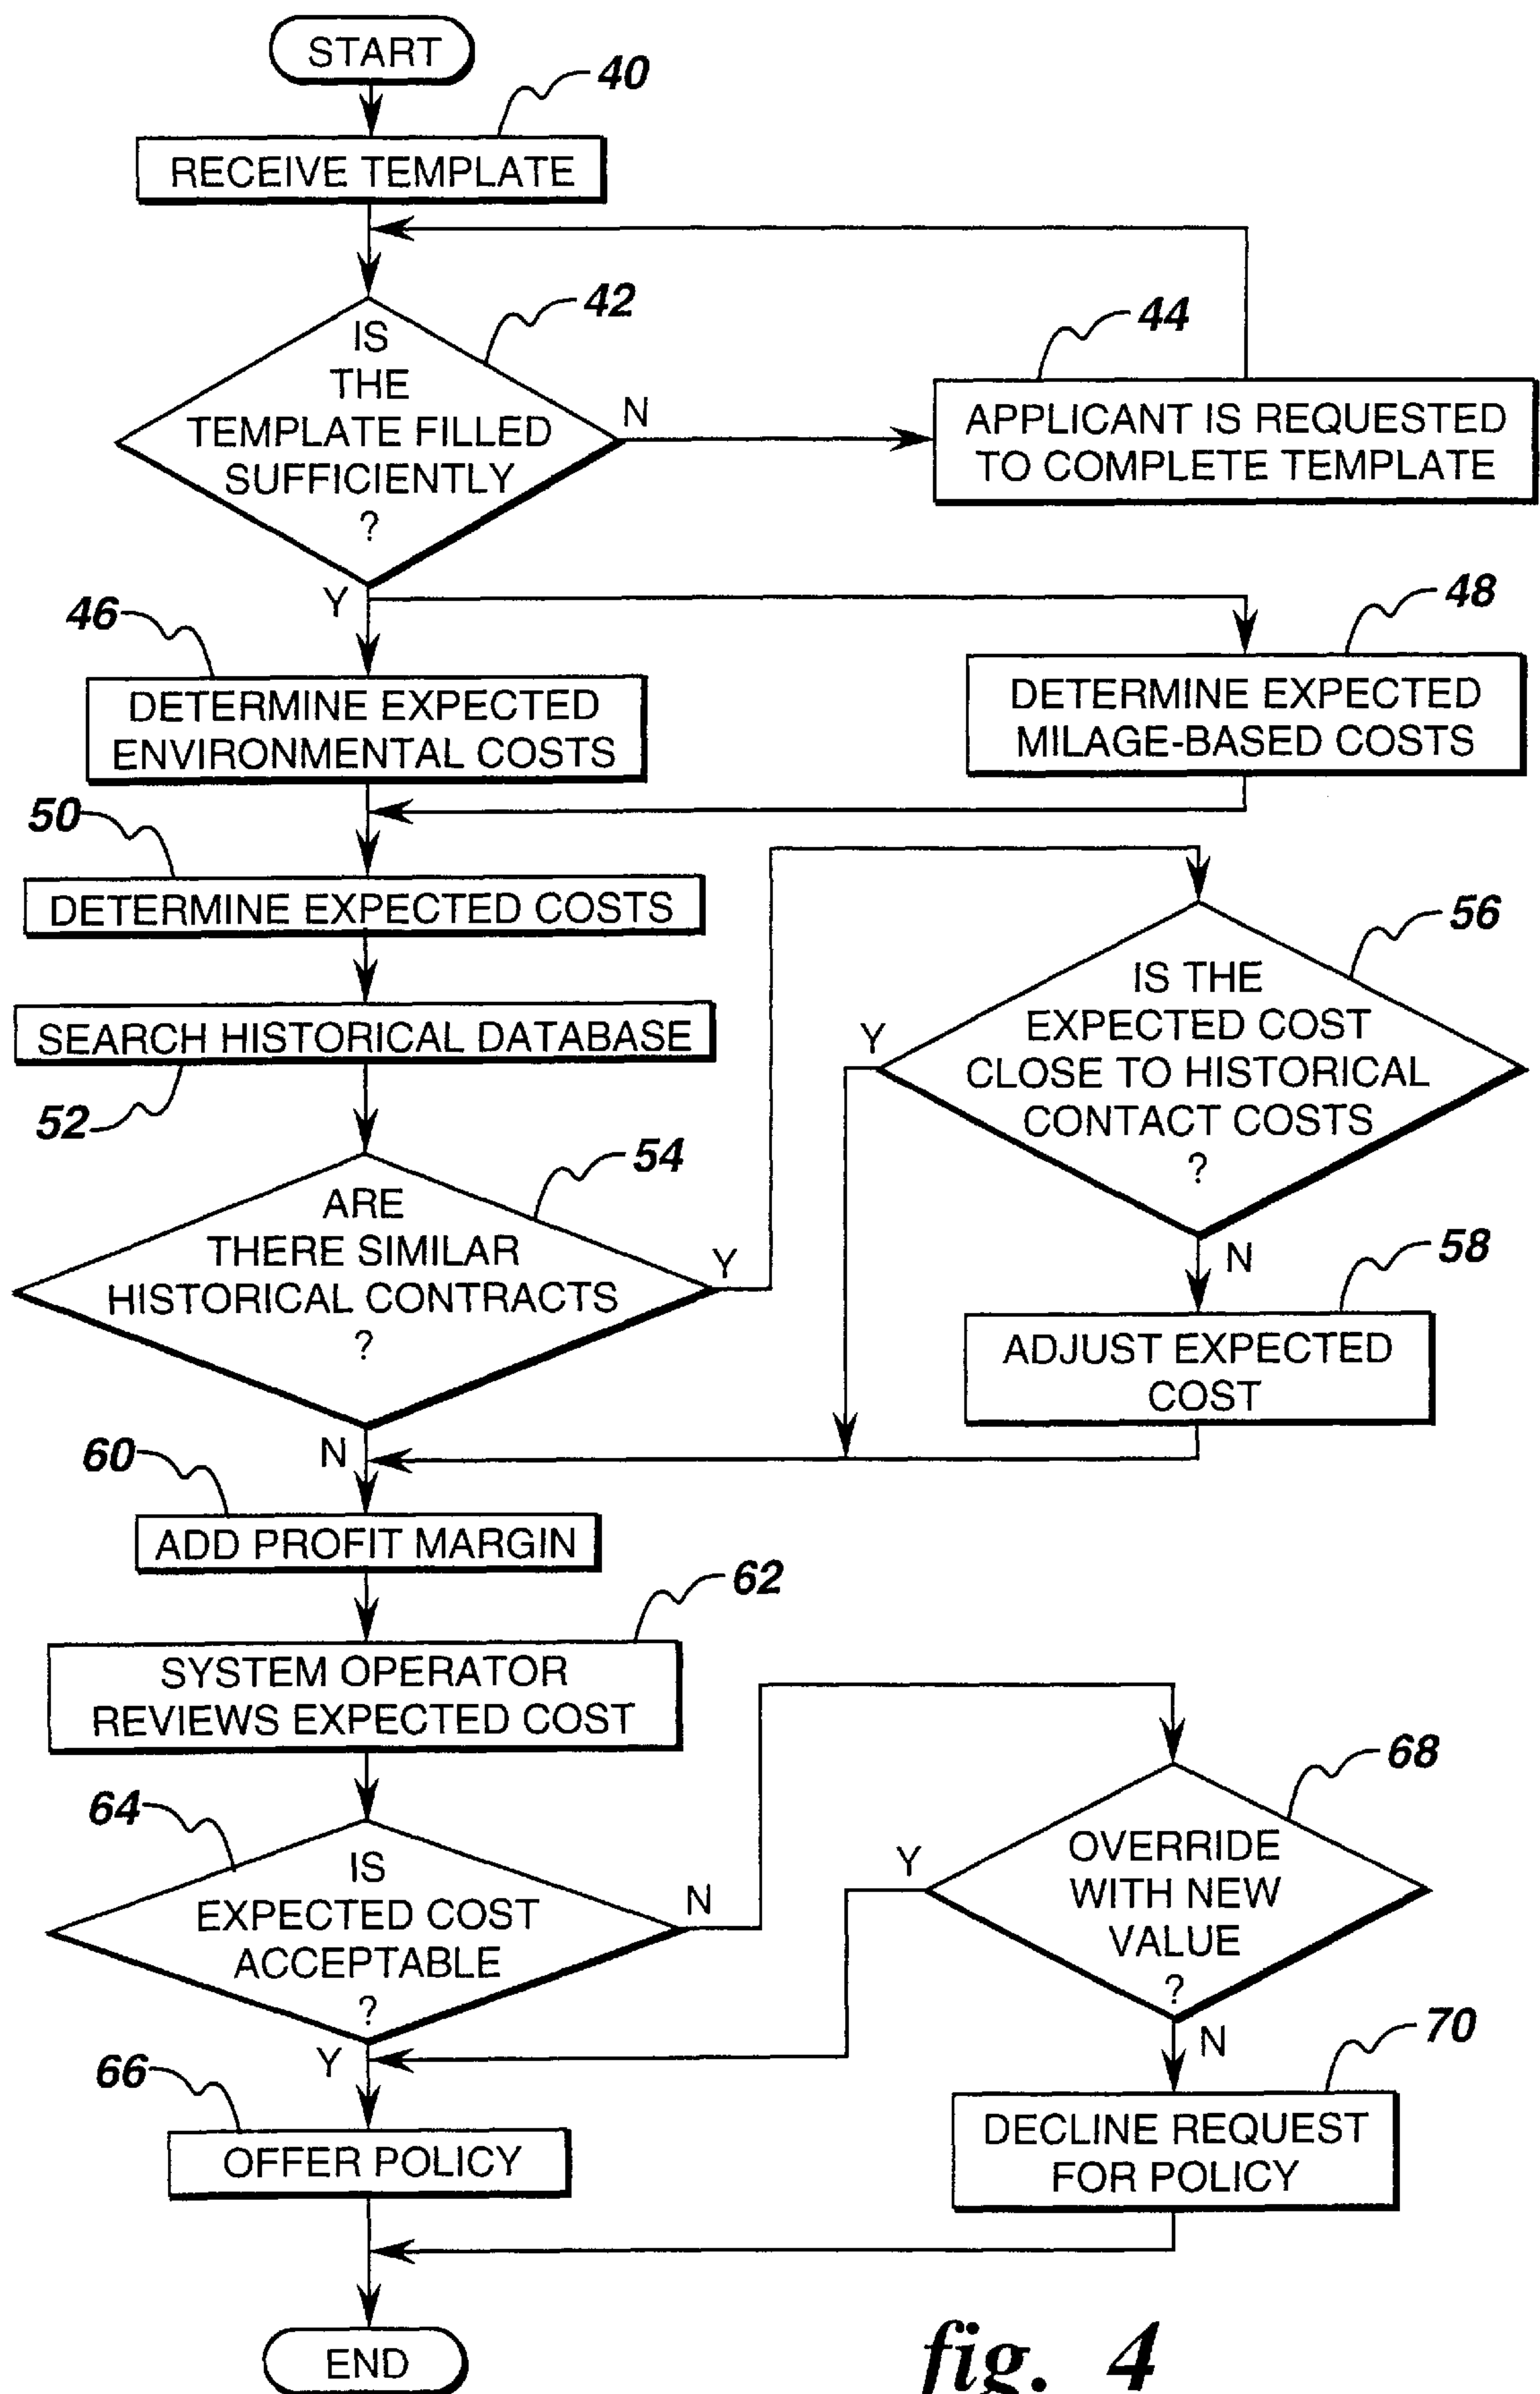 START
40
RECEIVE TEMPLATE
42
IS
THE
TEMPLATE FILLED
SUFFICIENTLY
?
N
44
APPLICANT IS REQUESTED
TO COMPLETE TEMPLATE
Y
46
DETERMINE EXPECTED
ENVIRONMENTAL COSTS
48
DETERMINE EXPECTED
MILAGE-BASED COSTS
50
DETERMINE EXPECTED COSTS
SEARCH HISTORICAL DATABASE
52
54
ARE
THERE SIMILAR
HISTORICAL CONTRACTS
?
Y
56
IS THE
EXPECTED COST
CLOSE TO HISTORICAL
CONTACT COSTS
?
Y
N
58
ADJUST EXPECTED
COST
N
60
ADD PROFIT MARGIN
62
SYSTEM OPERATOR
REVIEWS EXPECTED COST
64
IS
EXPECTED COST
ACCEPTABLE
?
N
68
OVERRIDE
WITH NEW
VALUE
?
Y
N
70
DECLINE REQUEST
FOR POLICY
Y
66
OFFER POLICY
END
fig. 4